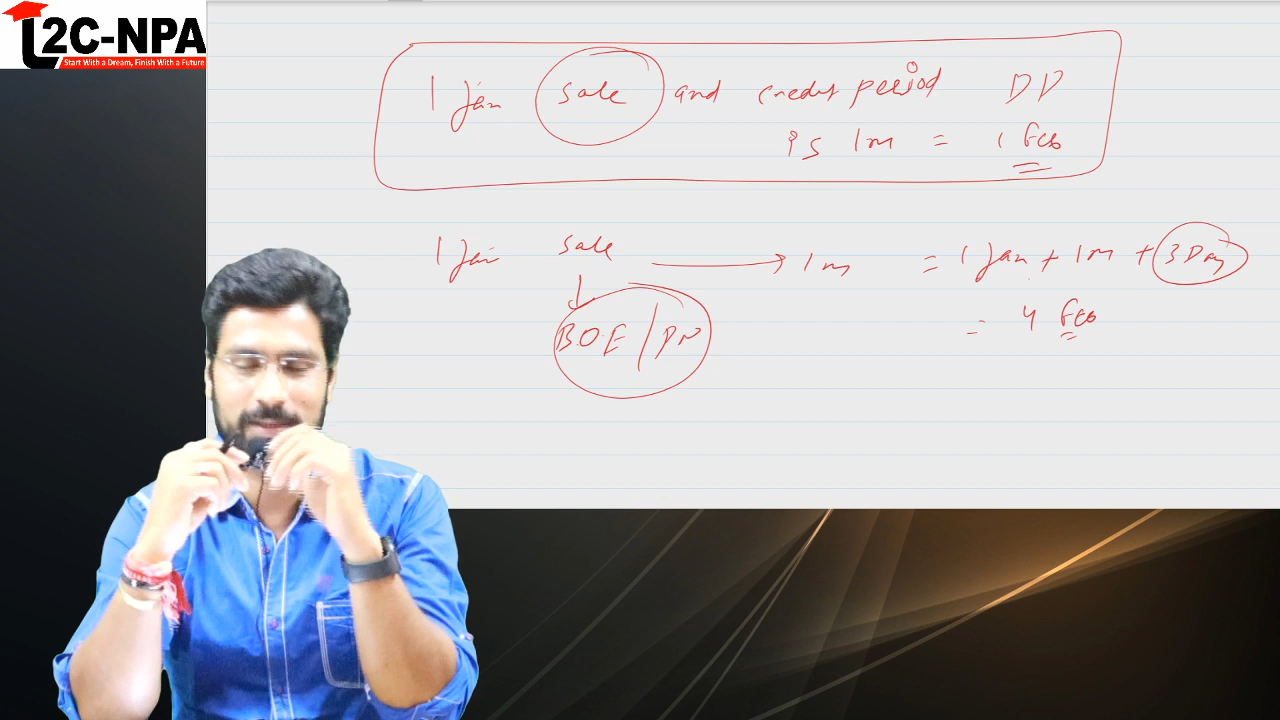 L2C-NPA
Start With a Dream, Finish With a Future
1 Jan sale and credit period DD
is 1m = 1 Feb
1 Jan sale → 1m = 1 Jan + 1m + 3 Day
B.O.E / PN = 4 Feb